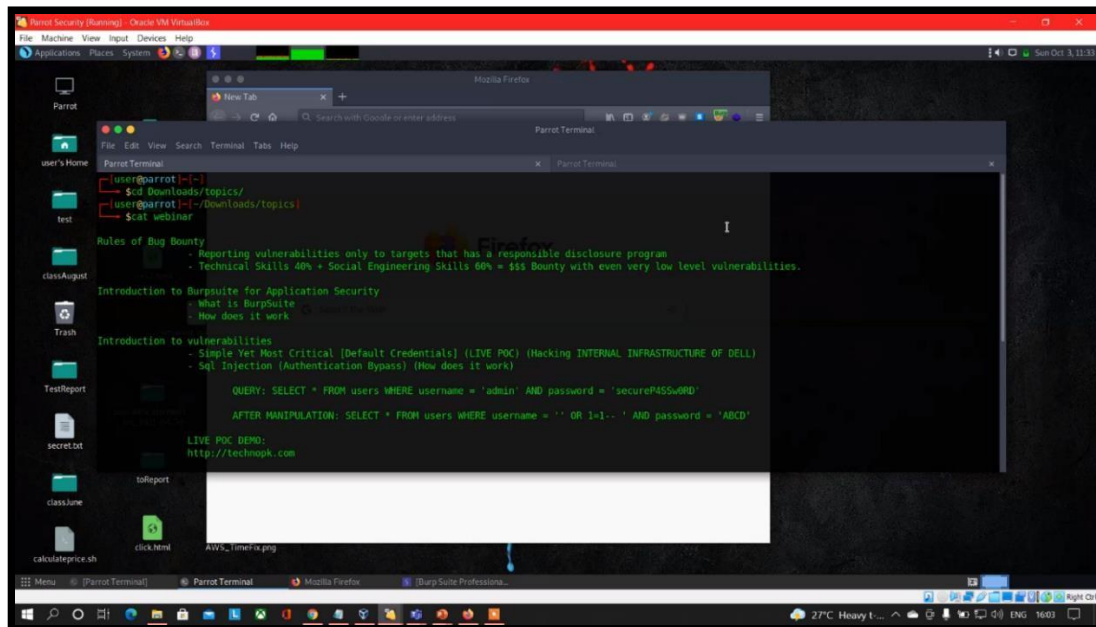 Parrot Security [Running] - Oracle VM VirtualBox
File Machine View Input Devices Help
Applications Places System
Sun Oct 3, 11:33
Mozilla Firefox
New Tab
Search with Google or enter address
Parrot Terminal
File Edit View Search Terminal Tabs Help
Parrot Terminal
Parrot Terminal
[user@parrot]-[~]
$cd Downloads/topics/
[user@parrot]-[~/Downloads/topics]
$cat webinar
Rules of Bug Bounty
- Reporting vulnerabilities only to targets that has a responsible disclosure program
- Technical Skills 40% + Social Engineering Skills 60% = $$$ Bounty with even very low level vulnerabilities.
Introduction to Burpsuite for Application Security
- What is BurpSuite
- How does it work
Introduction to vulnerabilities
- Simple Yet Most Critical [Default Credentials] (LIVE POC) (Hacking INTERNAL INFRASTRUCTURE OF DELL)
- Sql Injection (Authentication Bypass) (How does it work)
QUERY: SELECT * FROM users WHERE username = 'admin' AND password = 'secureP4SSw0RD'
AFTER MANIPULATION: SELECT * FROM users WHERE username = '' OR 1=1-- ' AND password = 'ABCD'
LIVE POC DEMO:
http://technopk.com
Firefox
Parrot
user's Home
test
classAugust
Trash
TestReport
secret.txt
classJune
calculateprice.sh
toReport
click.html
AWS_TimeFix.png
Menu
[Parrot Terminal]
Parrot Terminal
Mozilla Firefox
[Burp Suite Professiona...
Right Ctrl
27°C Heavy t...
ENG
16:03